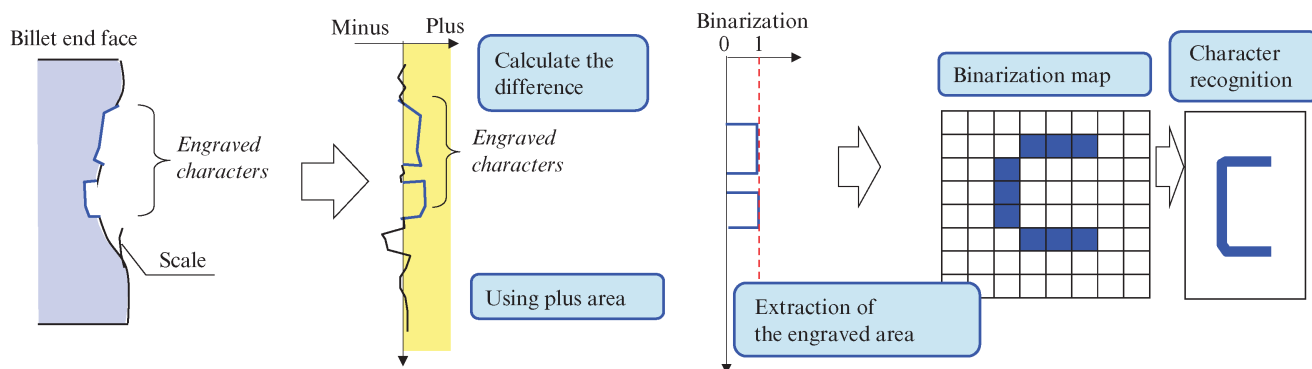 Billet end face
Engraved
characters
Scale
Minus
Plus
Calculate the
difference
Engraved
characters
Using plus area
Binarization
0
1
Extraction of
the engraved area
Binarization map
Character
recognition